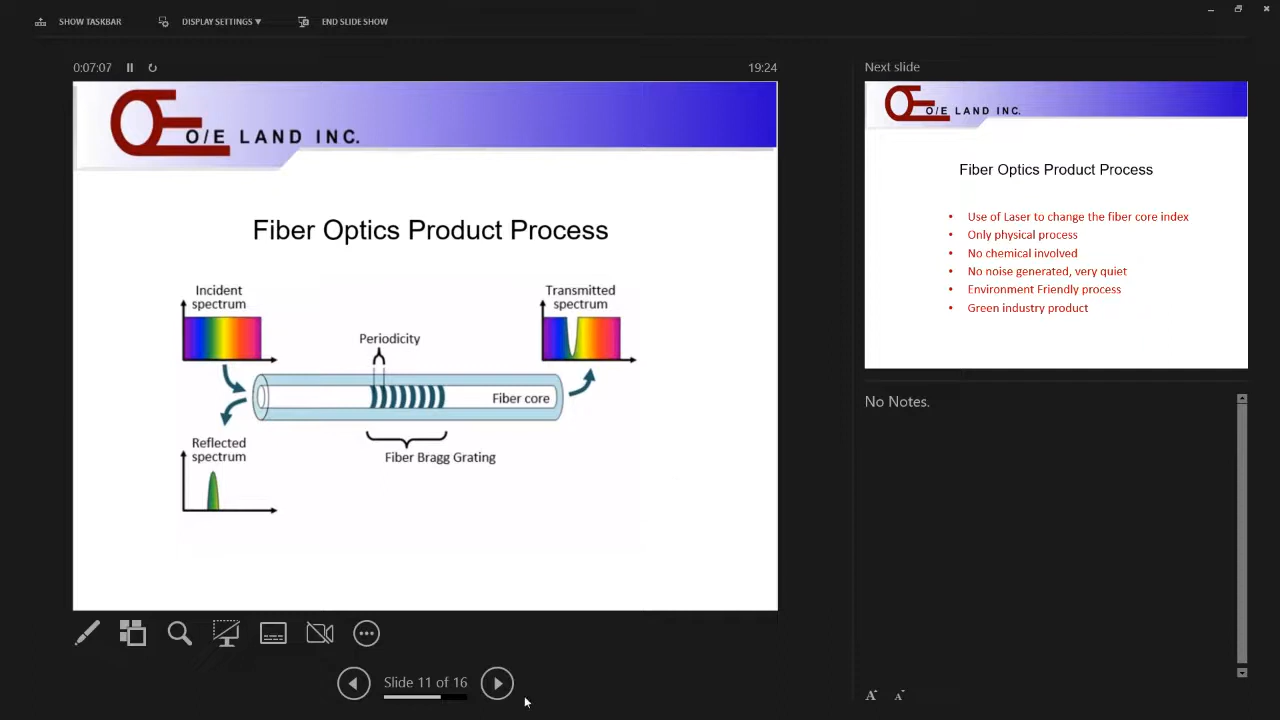 SHOW TASKBAR
DISPLAY SETTINGS ▼
END SLIDE SHOW
0:07:07
19:24
O/E LAND INC.
Fiber Optics Product Process
Incident
spectrum
Transmitted
spectrum
Periodicity
Fiber core
Reflected
spectrum
Fiber Bragg Grating
Slide 11 of 16
Next slide
O/E LAND INC.
Fiber Optics Product Process
• Use of Laser to change the fiber core index
• Only physical process
• No chemical involved
• No noise generated, very quiet
• Environment Friendly process
• Green industry product
No Notes.
A A